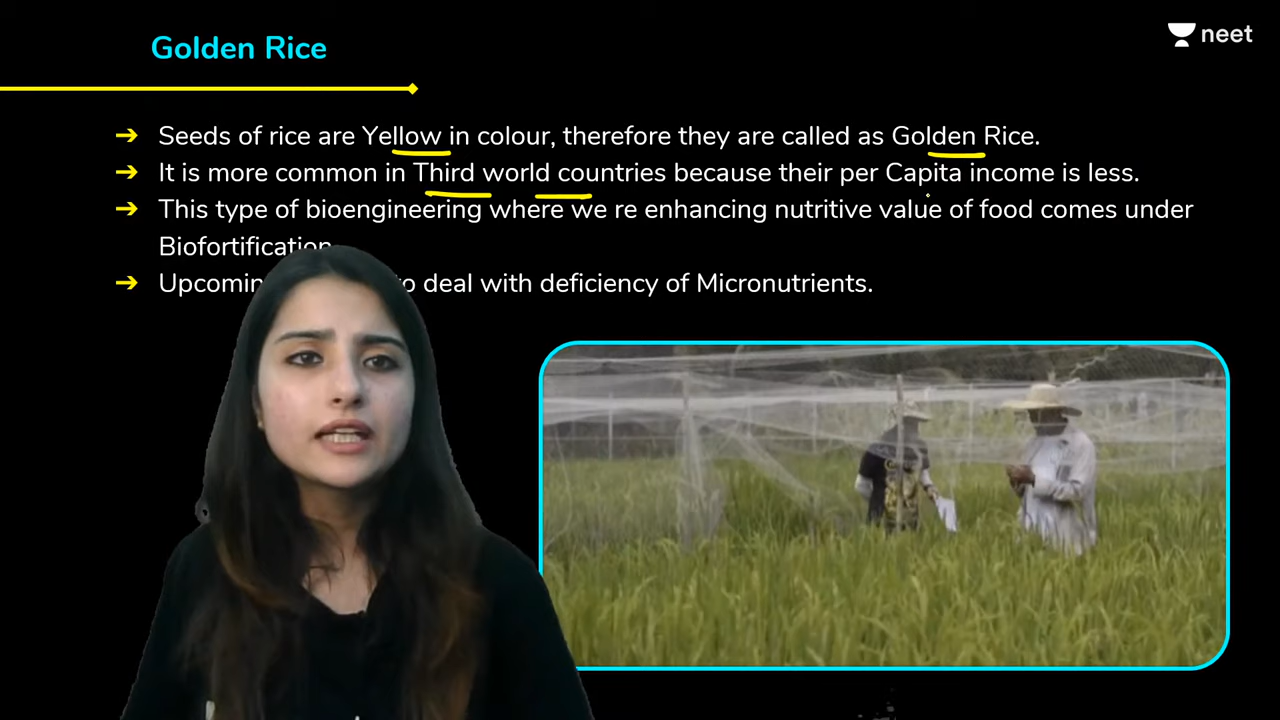 Golden Rice
neet
Seeds of rice are Yellow in colour, therefore they are called as Golden Rice.
It is more common in Third world countries because their per Capita income is less.
This type of bioengineering where we re enhancing nutritive value of food comes under
Biofortification
deal with deficiency of Micronutrients.